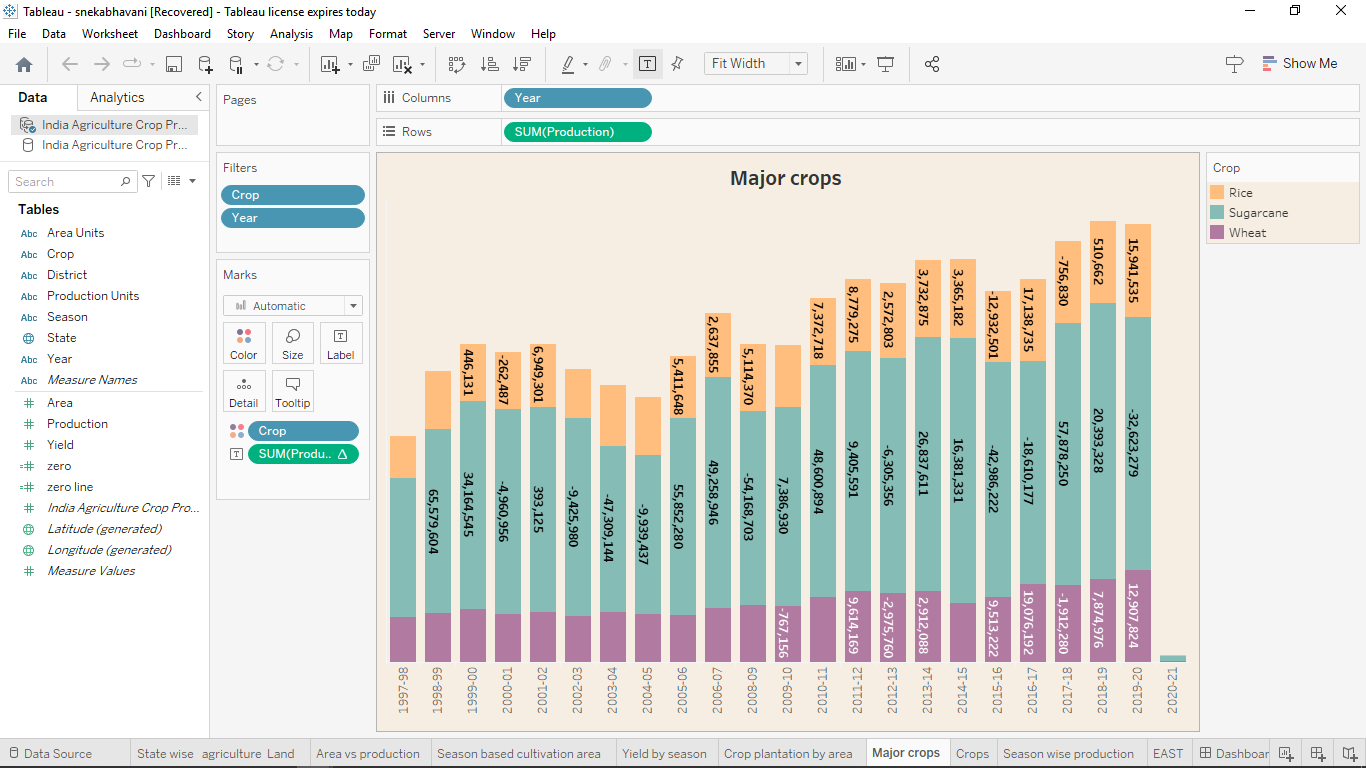 Tableau - snekabhavani [Recovered] - Tableau license expires today
File Data Worksheet Dashboard Story Analysis Map Format Server Window Help
Fit Width
Show Me
Data Analytics
India Agriculture Crop Pr...
India Agriculture Crop Pr...
Search
Tables
Abc Area Units
Abc Crop
Abc District
Abc Production Units
Abc Season
State
Abc Year
Abc Measure Names
Area
Production
Yield
zero
zero line
India Agriculture Crop Pro...
Latitude (generated)
Longitude (generated)
Measure Values
Pages
Filters
Crop
Year
Marks
Automatic
Color Size Label
Detail Tooltip
Crop
SUM(Produ.. Δ
Columns Year
Rows SUM(Production)
Major crops
65,579,604
446,131
34,164,545
-262,487
-4,960,956
6,949,301
393,125
-9,425,980
-47,309,144
-9,939,437
5,411,648
55,852,280
2,637,855
49,258,946
5,114,370
-54,168,703
7,386,930
-767,156
7,372,718
48,600,894
8,779,275
9,405,591
9,614,169
2,572,803
-6,305,356
-2,975,760
3,732,875
26,837,611
2,912,088
3,365,182
16,381,331
-12,932,501
-42,986,222
9,513,222
17,138,735
-18,610,177
19,076,192
-756,830
57,878,250
-1,912,280
510,662
20,393,328
7,874,976
15,941,535
-32,623,279
12,907,824
1997-98
1998-99
1999-00
2000-01
2001-02
2002-03
2003-04
2004-05
2005-06
2006-07
2008-09
2009-10
2010-11
2011-12
2012-13
2013-14
2014-15
2015-16
2016-17
2017-18
2018-19
2019-20
2020-21
Crop
Rice
Sugarcane
Wheat
Data Source State wise agriculture Land Area vs production Season based cultivation area Yield by season Crop plantation by area Major crops Crops Season wise production EAST Dashboar